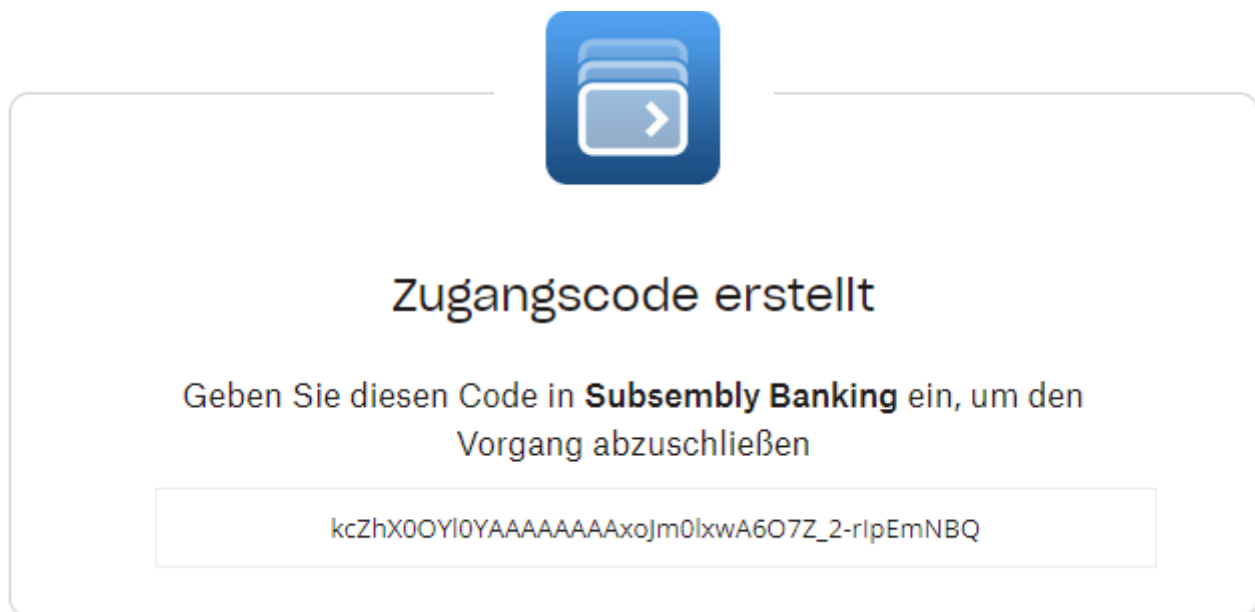 Zugangscode erstellt
Geben Sie diesen Code in Subsembly Banking ein, um den
Vorgang abzuschließen
kcZhX0OYl0YAAAAAAAAxoJm0lxwA6O7Z_2-rIpEmNBQ